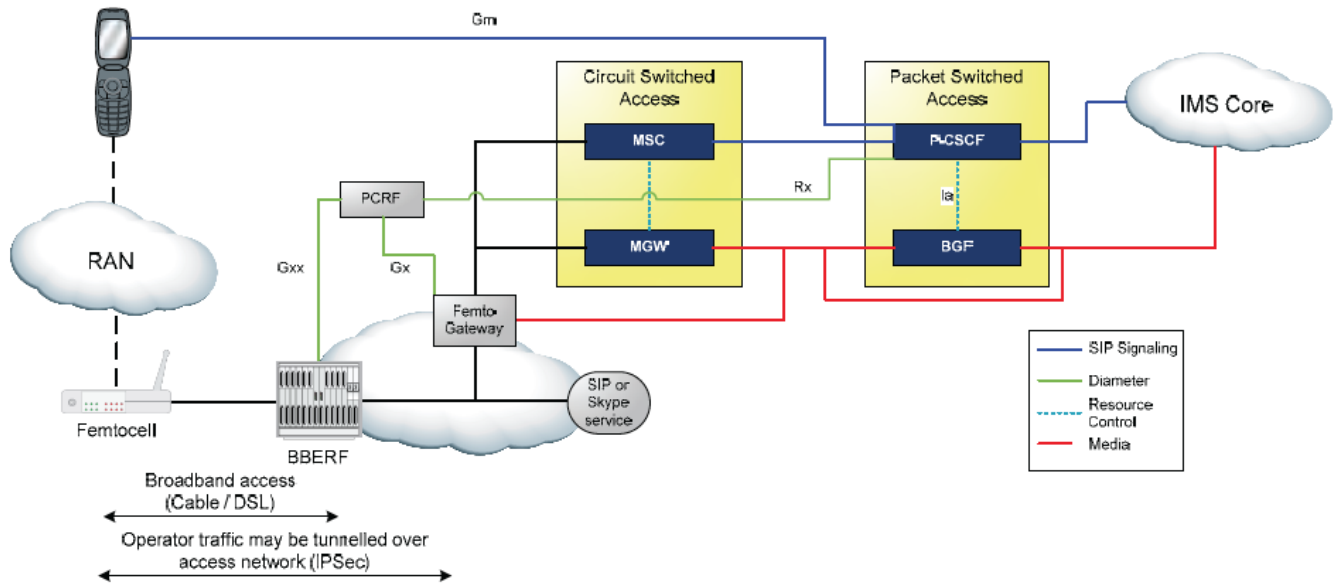 Gm
Circuit Switched
Access
Packet Switched
Access
IMS Core
MSC
P-CSCF
PCRF
Rx
Ia
RAN
MGW
BGF
Gxx
Gx
Femto
Gateway
SIP Signaling
Diameter
Resource
Control
Media
SIP or
Skype
service
Femtocell
BBERF
Broadband access
(Cable / DSL)
Operator traffic may be tunnelled over
access network (IPSec)